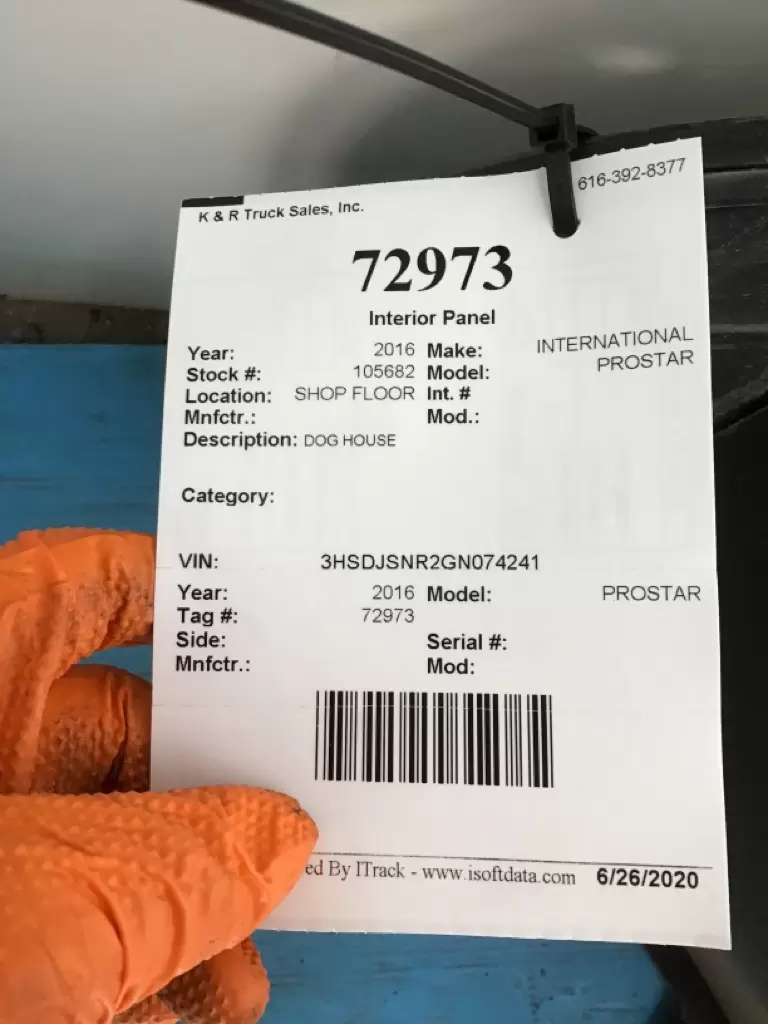 K & R Truck Sales, Inc. 616-392-8377
72973
Interior Panel
Year: 2016 Make: INTERNATIONAL
Stock #: 105682 Model: PROSTAR
Location: SHOP FLOOR Int. #
Mnfctr.: Mod.:
Description: DOG HOUSE
Category:
VIN: 3HSDJSNR2GN074241
Year: 2016 Model: PROSTAR
Tag #: 72973
Side: Serial #:
Mnfctr.: Mod:
By ITrack - www.isoftdata.com 6/26/2020